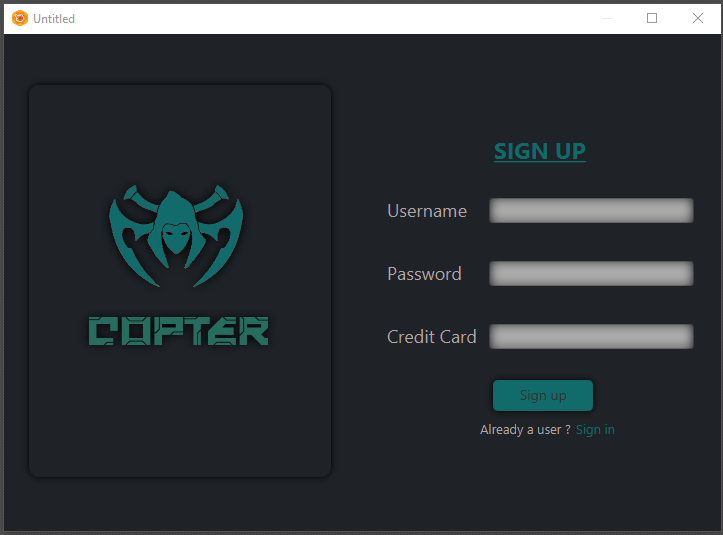 Untitled
COPTER
SIGN UP
Username
Password
Credit Card
Sign up
Already a user ? Sign in